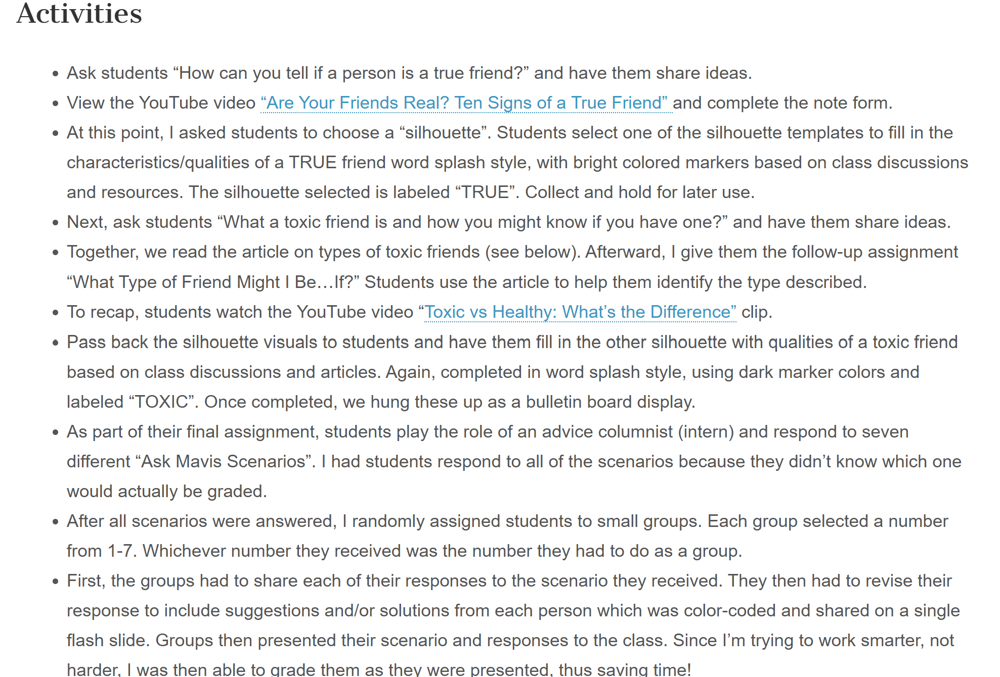 Activities
• Ask students “How can you tell if a person is a true friend?” and have them share ideas.
• View the YouTube video “Are Your Friends Real? Ten Signs of a True Friend” and complete the note form.
• At this point, I asked students to choose a “silhouette”. Students select one of the silhouette templates to fill in the
characteristics/qualities of a TRUE friend word splash style, with bright colored markers based on class discussions
and resources. The silhouette selected is labeled “TRUE”. Collect and hold for later use.
• Next, ask students “What a toxic friend is and how you might know if you have one?” and have them share ideas.
• Together, we read the article on types of toxic friends (see below). Afterward, I give them the follow-up assignment
“What Type of Friend Might I Be…If?” Students use the article to help them identify the type described.
• To recap, students watch the YouTube video “Toxic vs Healthy: What’s the Difference” clip.
• Pass back the silhouette visuals to students and have them fill in the other silhouette with qualities of a toxic friend
based on class discussions and articles. Again, completed in word splash style, using dark marker colors and
labeled “TOXIC”. Once completed, we hung these up as a bulletin board display.
• As part of their final assignment, students play the role of an advice columnist (intern) and respond to seven
different “Ask Mavis Scenarios”. I had students respond to all of the scenarios because they didn’t know which one
would actually be graded.
• After all scenarios were answered, I randomly assigned students to small groups. Each group selected a number
from 1-7. Whichever number they received was the number they had to do as a group.
• First, the groups had to share each of their responses to the scenario they received. They then had to revise their
response to include suggestions and/or solutions from each person which was color-coded and shared on a single
flash slide. Groups then presented their scenario and responses to the class. Since I’m trying to work smarter, not
harder, I was then able to grade them as they were presented, thus saving time!